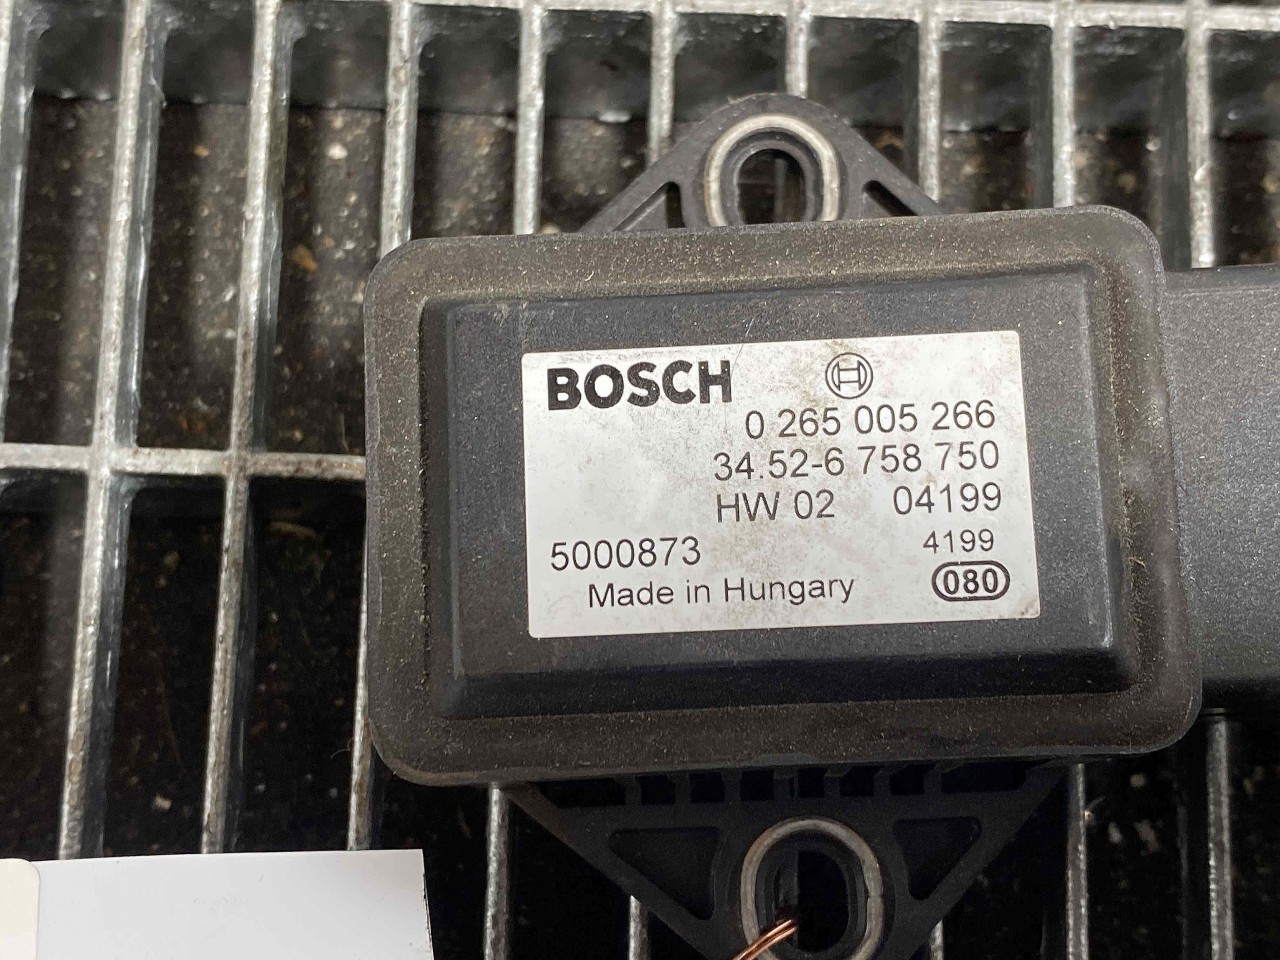 BOSCH
0 265 005 266
34.52-6 758 750
HW 02 04199
5000873 4199
Made in Hungary 080